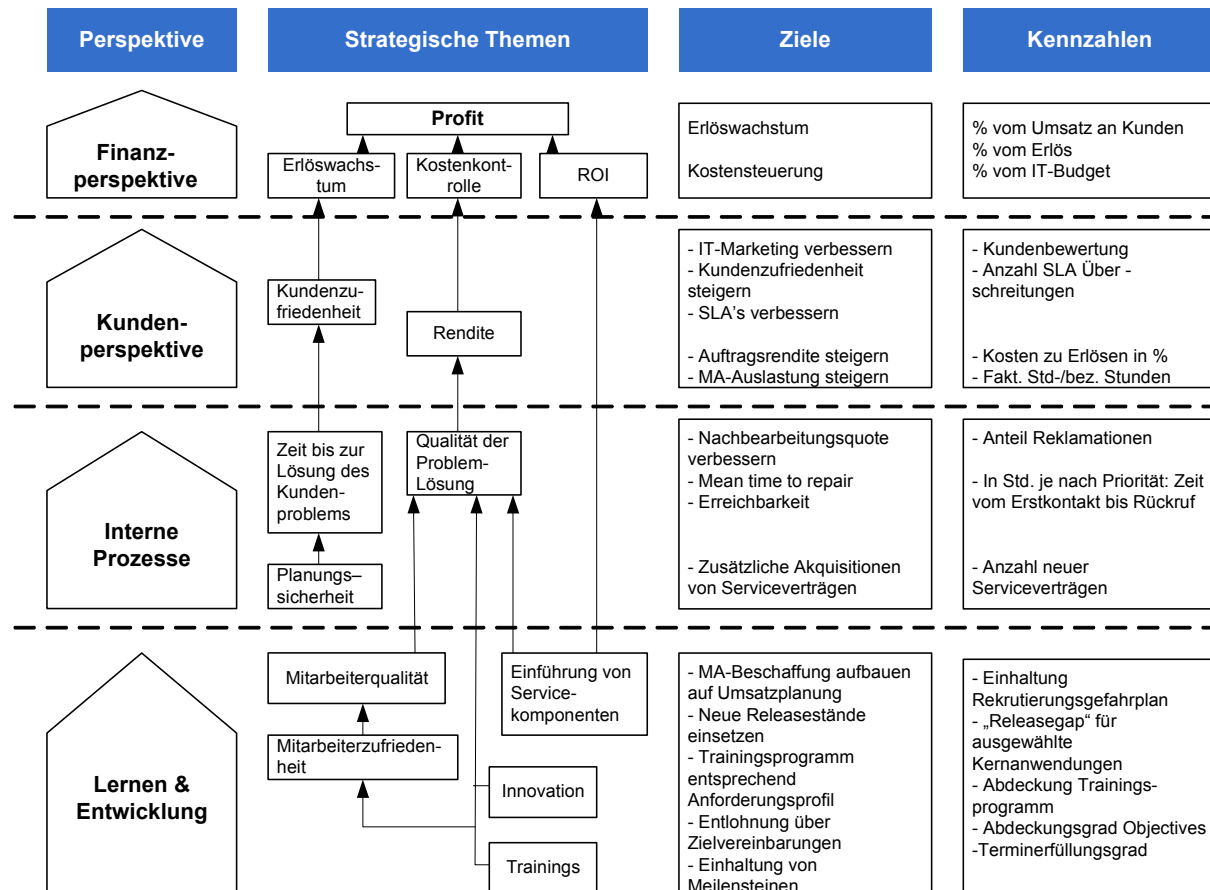 Perspektive
Strategische Themen
Ziele
Kennzahlen
Finanz-
perspektive
Profit
Erlöswachs-
tum
Kostenkont-
rolle
ROI
Erlöswachstum
Kostensteuerung
% vom Umsatz an Kunden
% vom Erlös
% vom IT-Budget
Kunden-
perspektive
Kundenzu-
friedenheit
Rendite
- IT-Marketing verbessern
- Kundenzufriedenheit
steigern
- SLA's verbessern
- Auftragsrendite steigern
- MA-Auslastung steigern
- Kundenbewertung
- Anzahl SLA Über -
schreitungen
- Kosten zu Erlösen in %
- Fakt. Std-/bez. Stunden
Interne
Prozesse
Zeit bis zur
Lösung des
Kunden-
problems
Qualität der
Problem-
Lösung
Planungs–
sicherheit
- Nachbearbeitungsquote
verbessern
- Mean time to repair
- Erreichbarkeit
- Zusätzliche Akquisitionen
von Serviceverträgen
- Anteil Reklamationen
- In Std. je nach Priorität: Zeit
vom Erstkontakt bis Rückruf
- Anzahl neuer
Serviceverträgen
Lernen &
Entwicklung
Mitarbeiterqualität
Einführung von
Service-
komponenten
Mitarbeiterzufrieden-
heit
Innovation
Trainings
- MA-Beschaffung aufbauen
auf Umsatzplanung
- Neue Releasestände
einsetzen
- Trainingsprogramm
entsprechend
Anforderungsprofil
- Entlohnung über
Zielvereinbarungen
- Einhaltung von
Meilensteinen
- Einhaltung
Rekrutierungsgefahrplan
- „Releasegap“ für
ausgewählte
Kernanwendungen
- Abdeckung Trainings-
programm
- Abdeckungsgrad Objectives
-Terminerfüllungsgrad